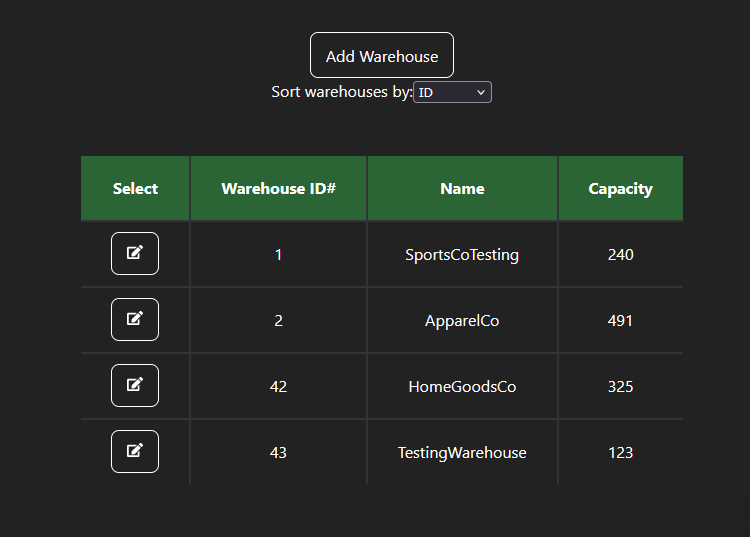 Add Warehouse
Sort warehouses by: ID
Select Warehouse ID# Name Capacity
1 SportsCoTesting 240
2 ApparelCo 491
42 HomeGoodsCo 325
43 TestingWarehouse 123